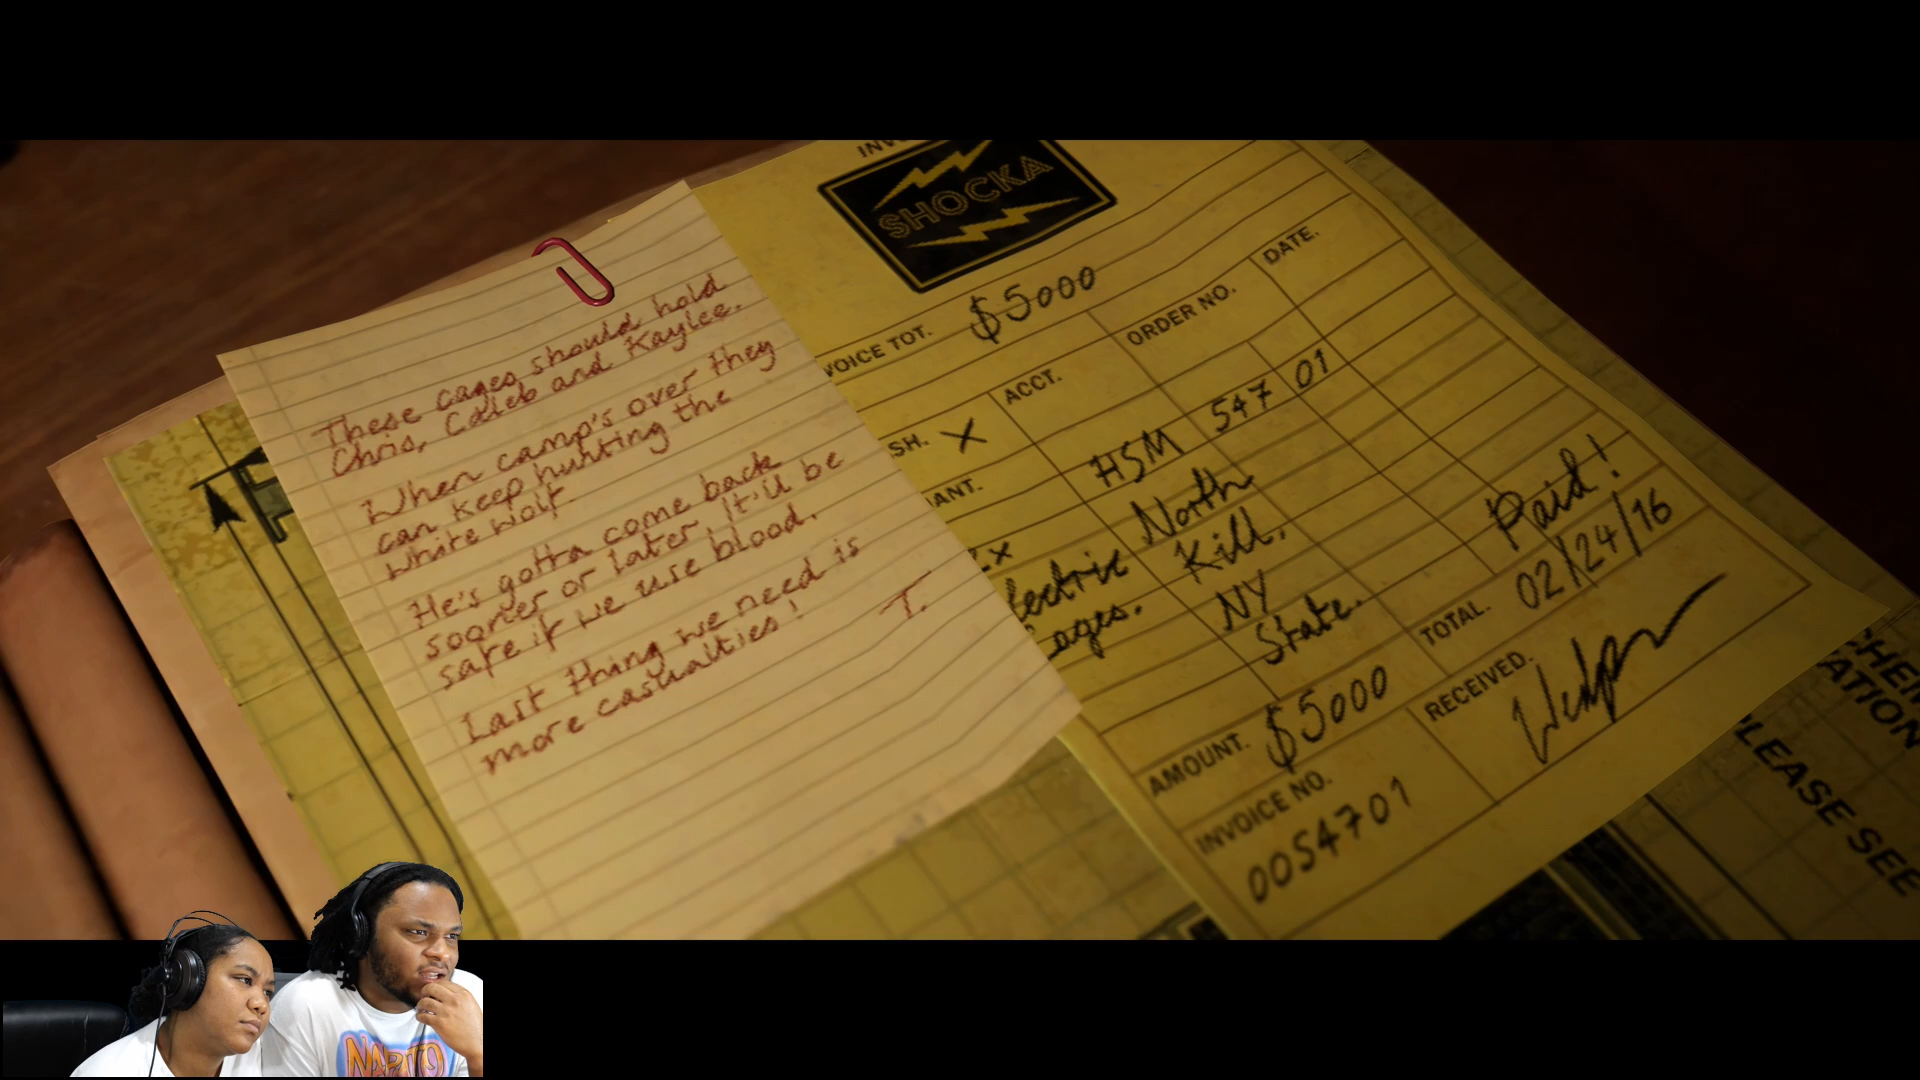 These cages should hold
Chris, Caleb and Kaylee.
When camp's over they
can keep hunting the
white wolf.
He's gotta come back
sooner or later, it'll be
safe if we use blood.
Last thing we need is
more casualties!
T.
INV
SHOCKA
VOICE TOT. $5000
DATE.
ORDER NO.
ACCT.
SH. X
HSM 547 01
ANT.
2x
lectric
ages.
North
Kill,
NY
State.
Paid!
02/24/16
TOTAL.
RECEIVED.
AMOUNT. $5000
INVOICE NO.
0054701
ATION
LEASE SEE